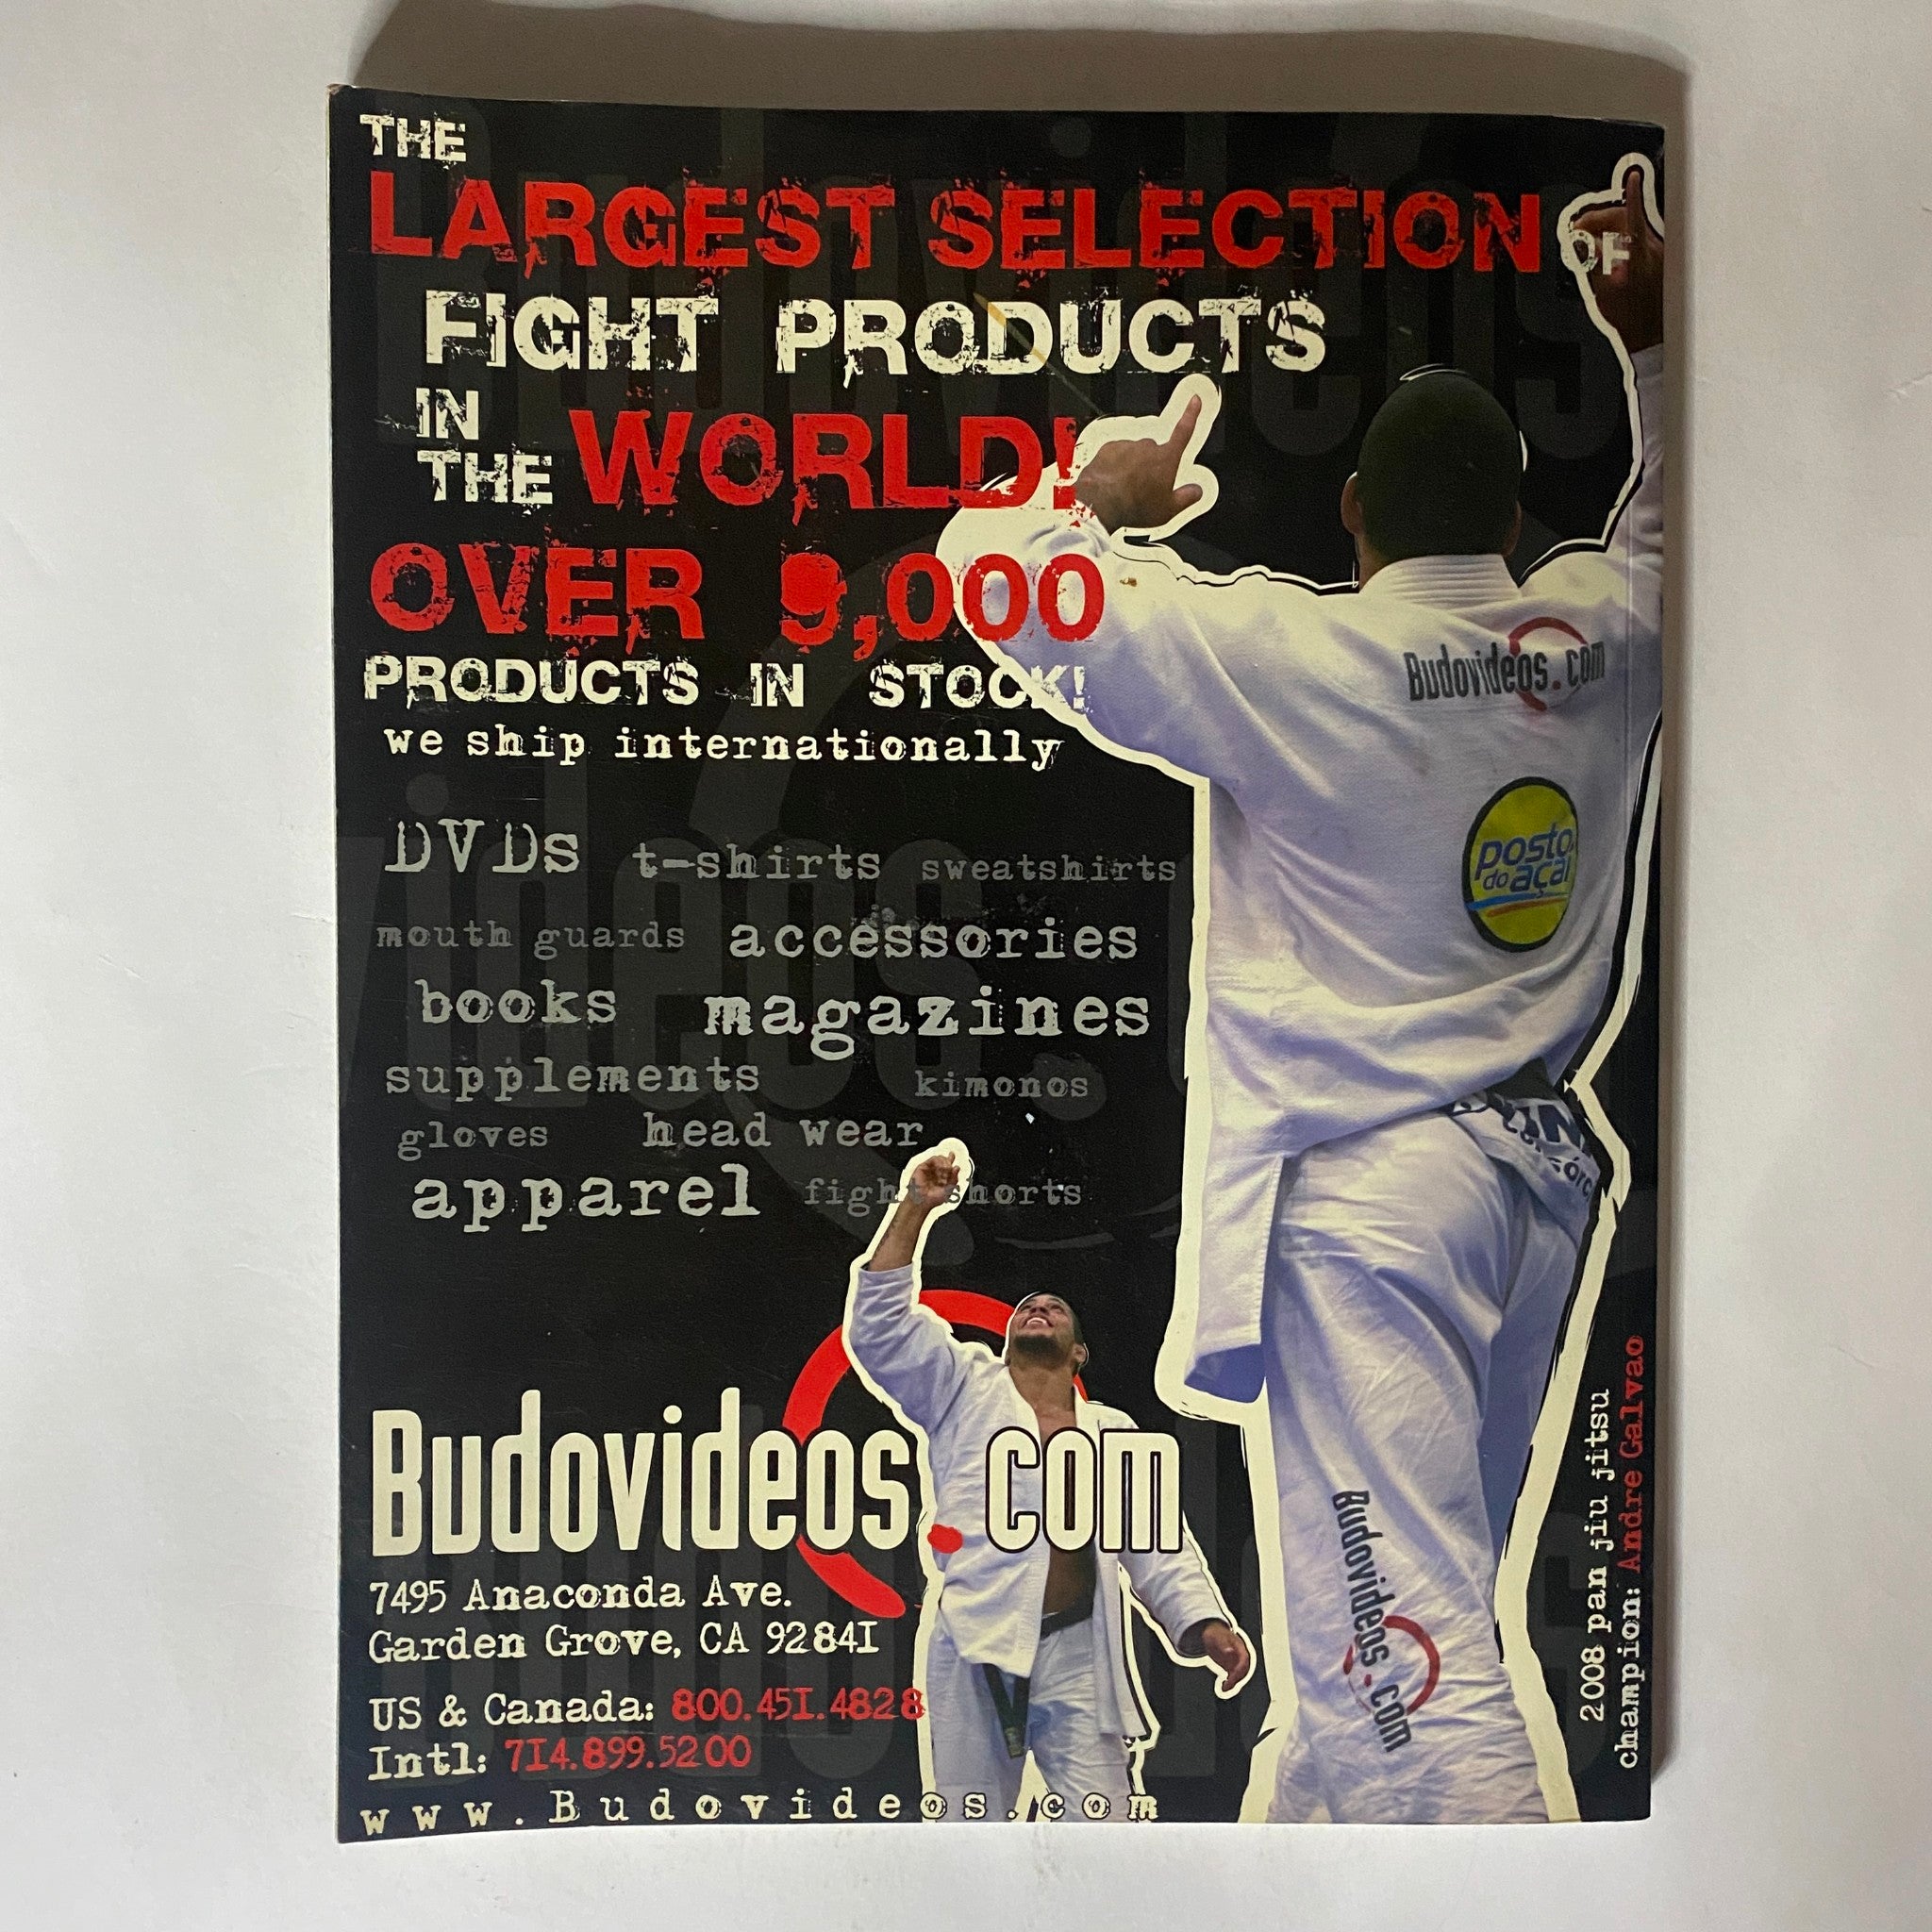 THE
LARGEST SELECTION OF
FIGHT PRODUCTS
IN
THE WORLD!
OVER 9,000
PRODUCTS IN STOCK!
we ship internationally
DVDs t-shirts sweatshirts
mouth guards accessories
books magazines
supplements kimonos
gloves head wear
apparel fight shorts
Budovideos.com
7495 Anaconda Ave.
Garden Grove, CA 92841
US & Canada: 800.451.4828
Intl: 714.899.5200
www.Budovideos.com
Budovideos.com
posto
do açaí
Budovideos.com
2008 pan jiu jitsu
champion: Andre Galvao